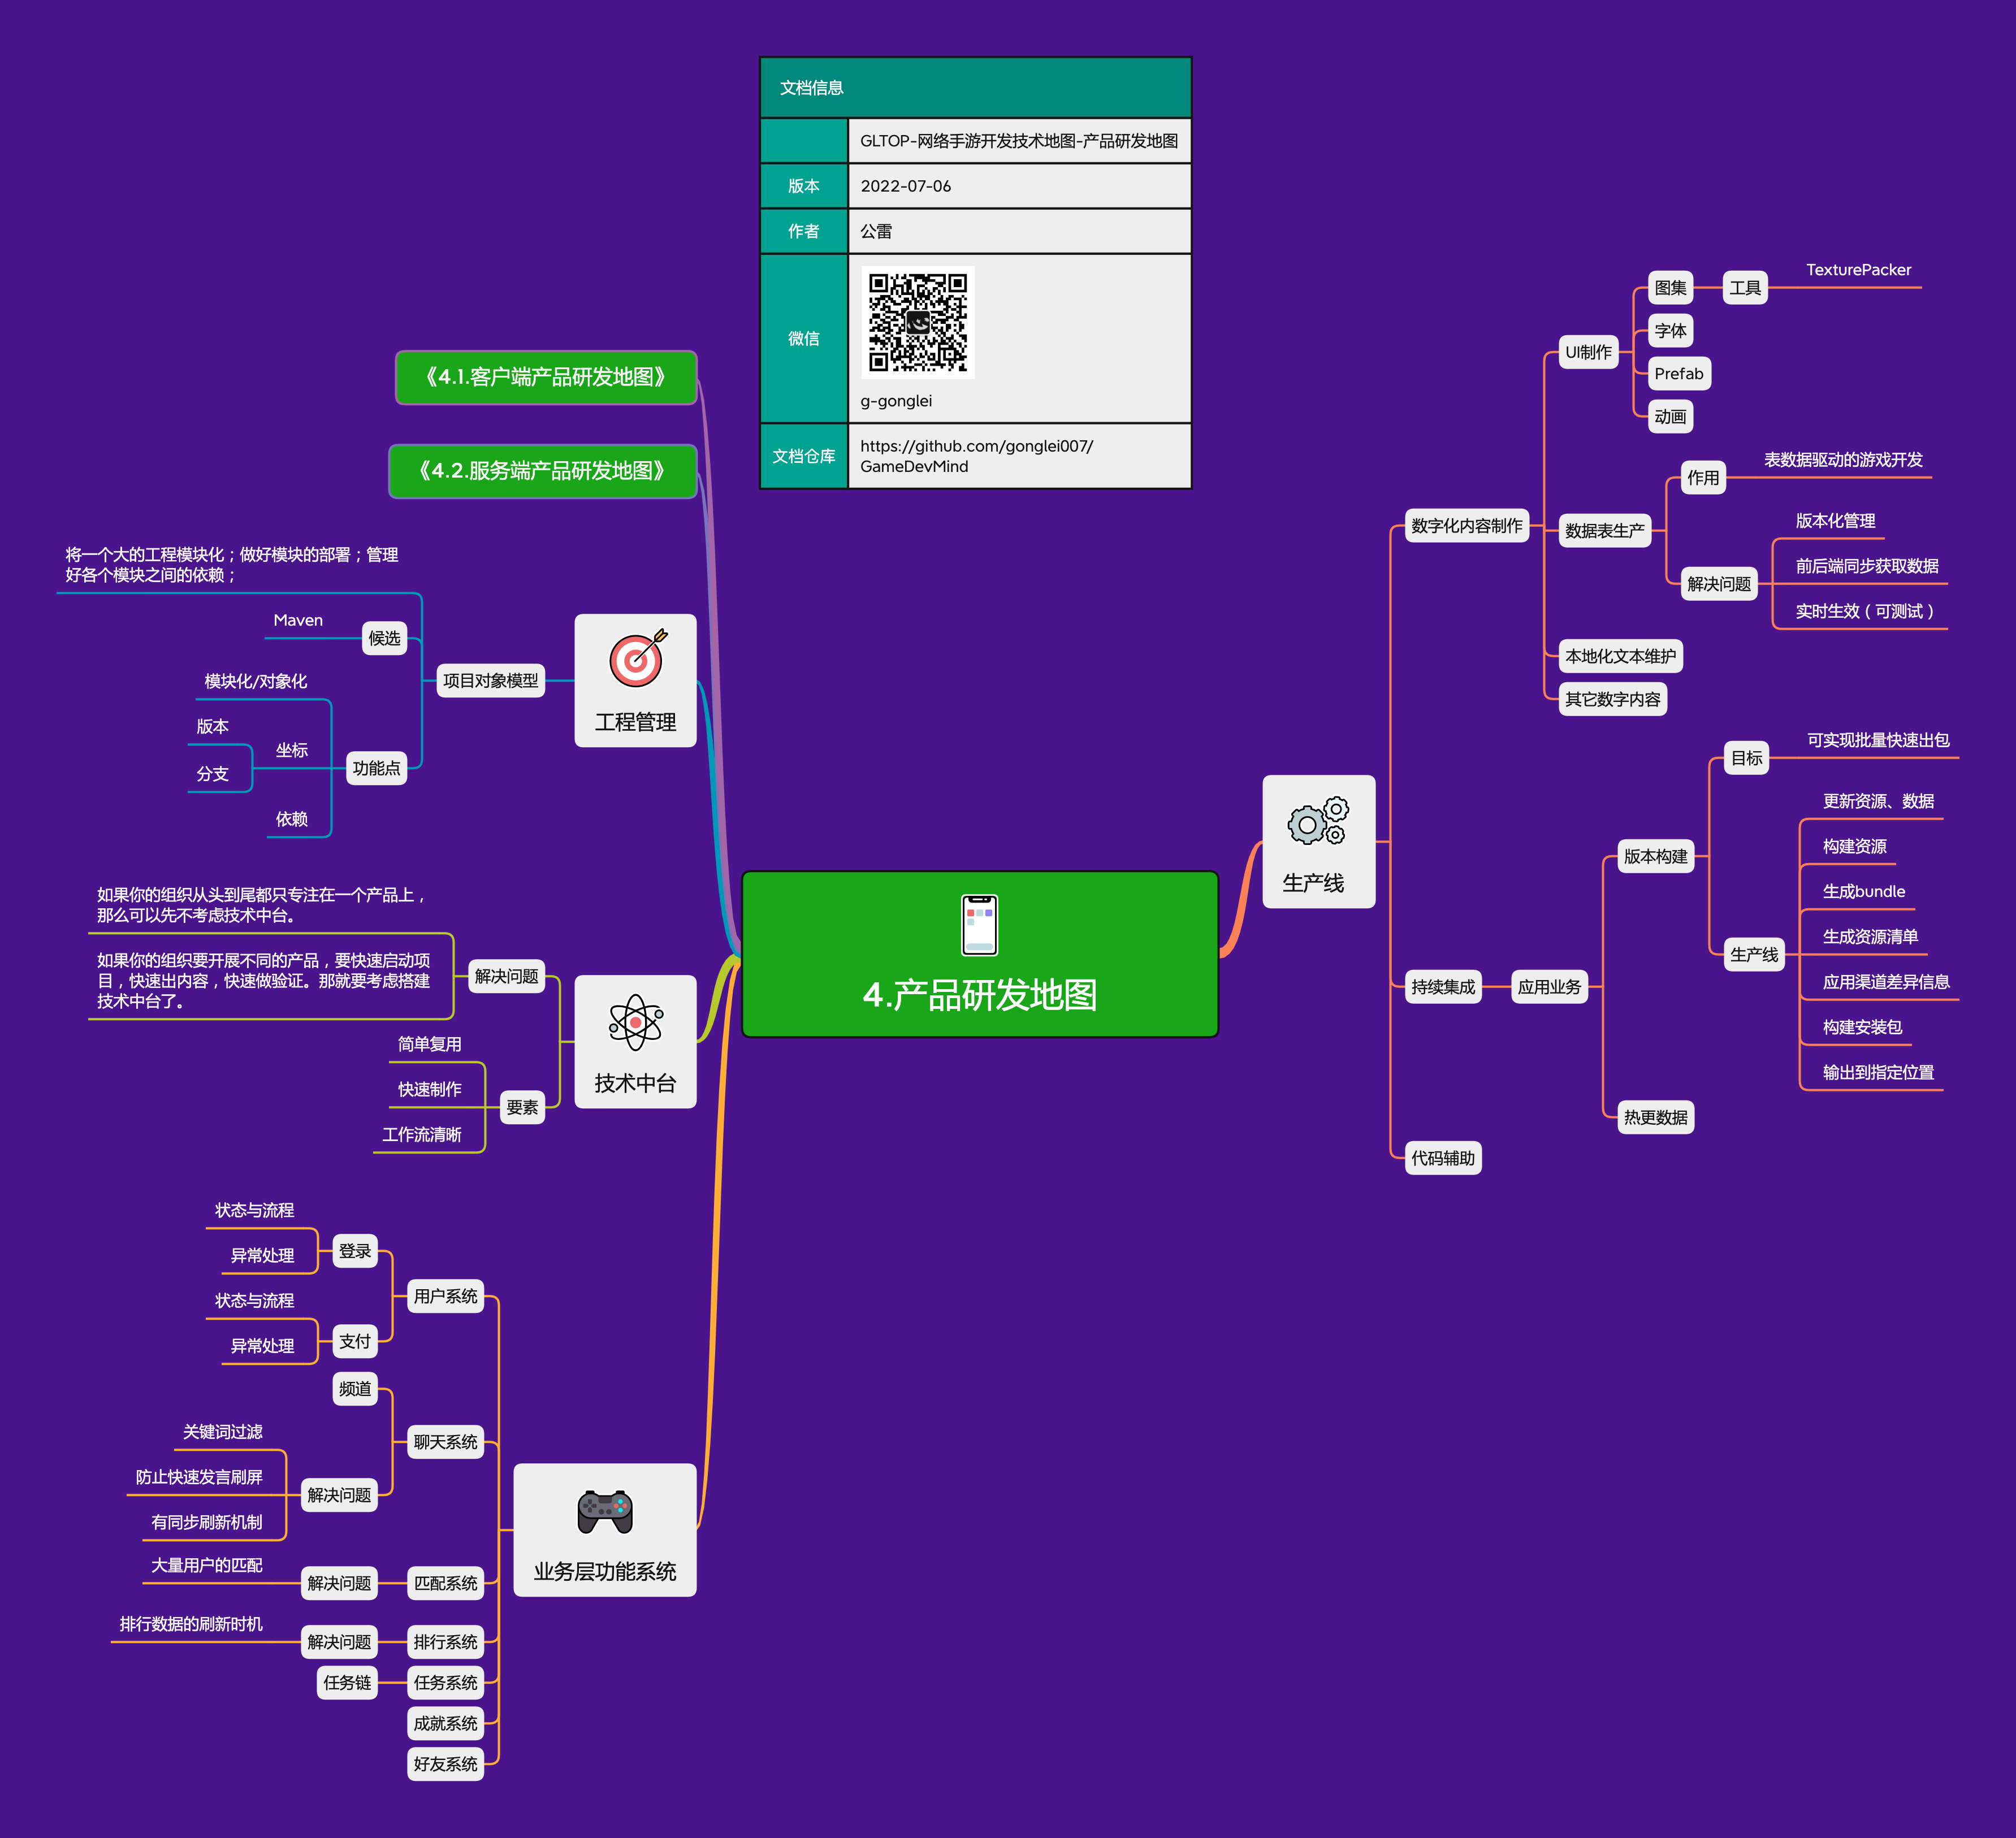 文档信息
GLTOP-网络手游开发技术地图-产品研发地图
版本
2022-07-06
作者
公雷
微信
g-gonglei
文档仓库
https://github.com/gonglei007/
GameDevMind
《4.1.客户端产品研发地图》
《4.2.服务端产品研发地图》
将一个大的工程模块化；做好模块的部署；管理
好各个模块之间的依赖；
Maven
候选
模块化/对象化
版本
分支
坐标
依赖
功能点
项目对象模型
工程管理
如果你的组织从头到尾都只专注在一个产品上，
那么可以先不考虑技术中台。
如果你的组织要开展不同的产品，要快速启动项
目，快速出内容，快速做验证。那就要考虑搭建
技术中台了。
解决问题
简单复用
快速制作
工作流清晰
要素
技术中台
状态与流程
异常处理
登录
状态与流程
异常处理
支付
用户系统
频道
关键词过滤
防止快速发言刷屏
有同步刷新机制
解决问题
聊天系统
大量用户的匹配
解决问题
匹配系统
排行数据的刷新时机
解决问题
排行系统
任务链
任务系统
成就系统
好友系统
业务层功能系统
4.产品研发地图
生产线
数字化内容制作
UI制作
图集
工具
TexturePacker
字体
Prefab
动画
数据表生产
作用
表数据驱动的游戏开发
解决问题
版本化管理
前后端同步获取数据
实时生效（可测试）
本地化文本维护
其它数字内容
持续集成
应用业务
版本构建
目标
可实现批量快速出包
生产线
更新资源、数据
构建资源
生成bundle
生成资源清单
应用渠道差异信息
构建安装包
输出到指定位置
热更数据
代码辅助